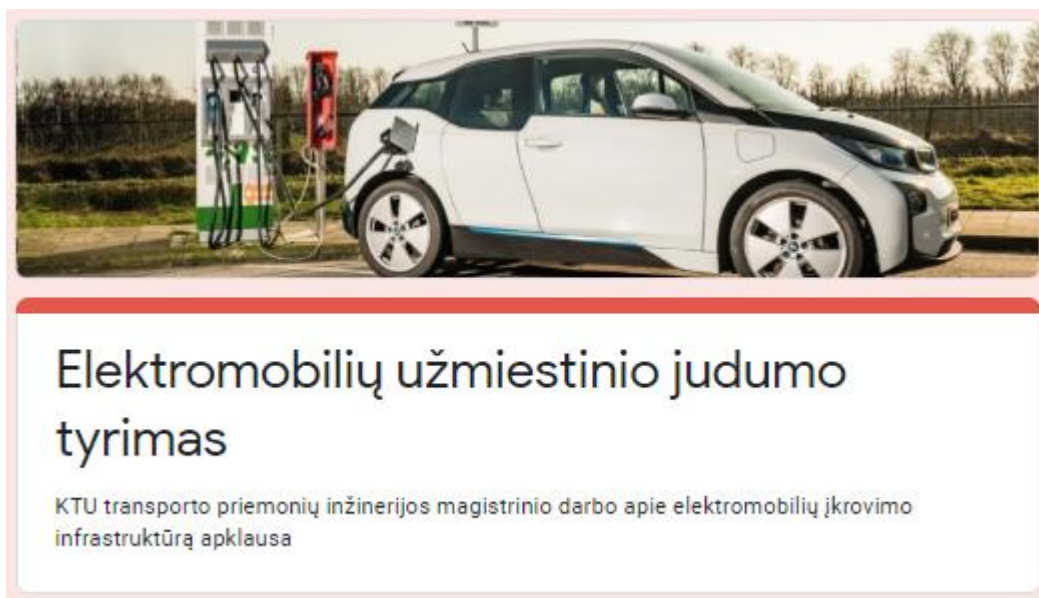 Elektromobilių užmiestinio judumo
tyrimas
KTU transporto priemonių inžinerijos magistrinio darbo apie elektromobilių įkrovimo
infrastruktūrą apklausa